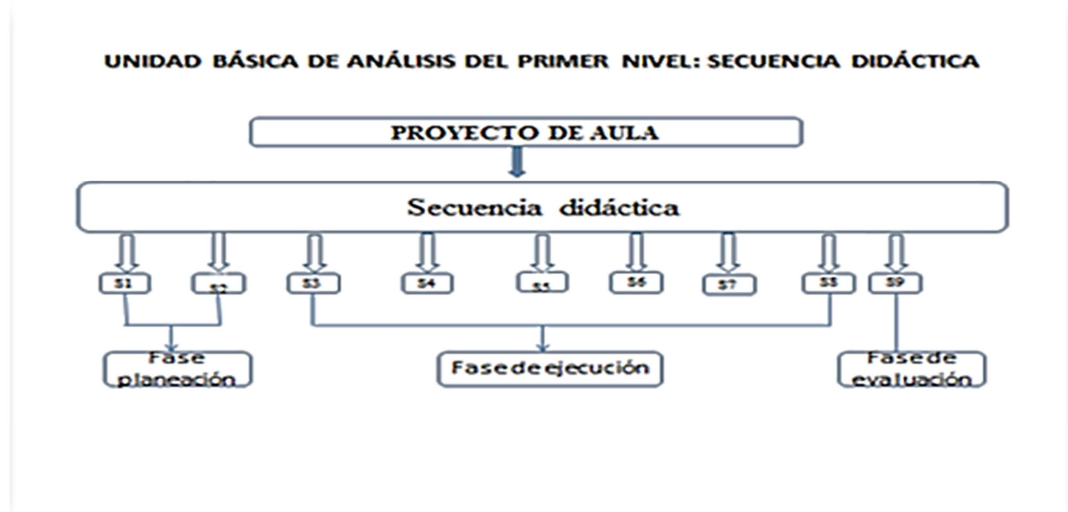 UNIDAD BÁSICA DE ANÁLISIS DEL PRIMER NIVEL: SECUENCIA DIDÁCTICA
PROYECTO DE AULA
Secuencia didáctica
S1 S2 S3 S4 S5 S6 S7 S8 S9
Fase
planeación
Fase de ejecución
Fase de
evaluación